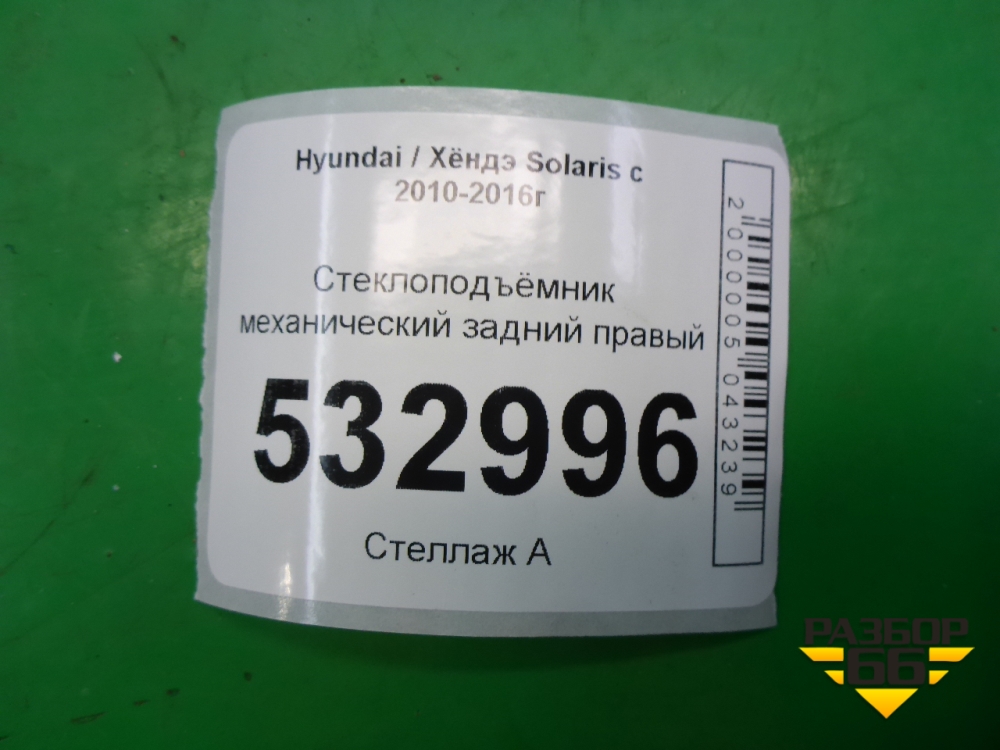 Hyundai / Хёндэ Solaris с
2010-2016г
Стеклоподъёмник
механический задний правый
532996
Стеллаж А
2000005043239
РАЗБОР
66